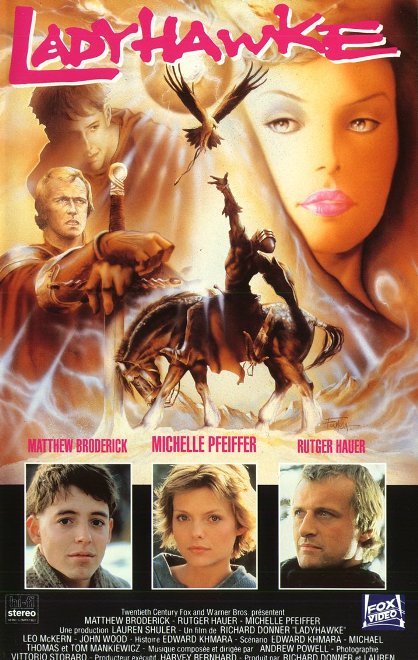 LADYHAWKE
MATTHEW BRODERICK
MICHELLE PFEIFFER
RUTGER HAUER
hi-fi
stereo
FOX
VIDEO
Twentieth Century Fox and Warner Bros. présentent
MATTHEW BRODERICK - RUTGER HAUER - MICHELLE PFEIFFER
Une production LAUREN SHULER - Un film de RICHARD DONNER "LADYHAWKE"
LEO McKERN - JOHN WOOD - Histoire EDWARD KHMARA - Scénario EDWARD KHMARA - MICHAEL
THOMAS et TOM MANKIEWICZ - Musique composée et dirigée par ANDREW POWELL - Photographie
VITTORIO STORARO - Producteur exécutif HARVEY BERNHARD - Produit par RICHARD DONNER et LAUREN